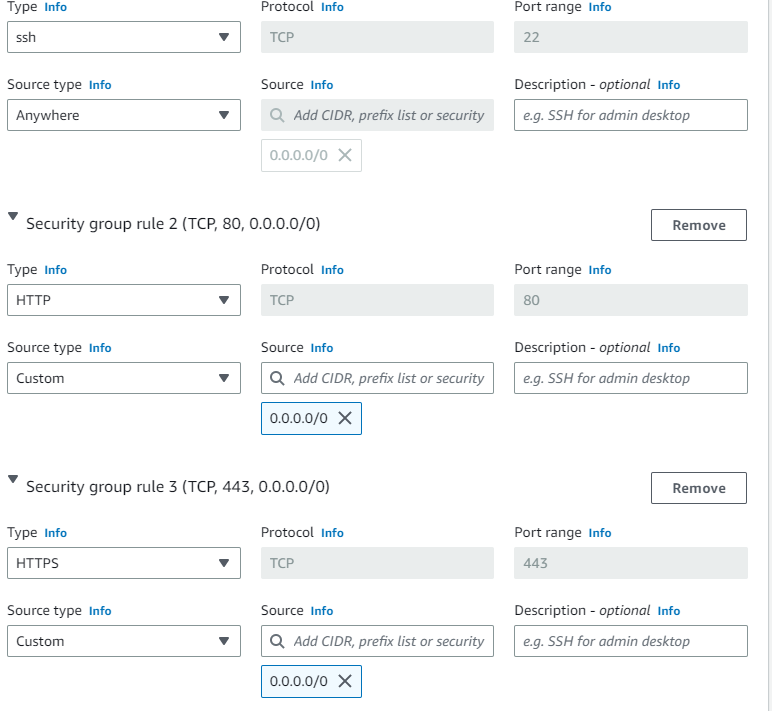 Type Info Protocol Info Port range Info
ssh TCP 22
Source type Info Source Info Description - optional Info
Anywhere Add CIDR, prefix list or security e.g. SSH for admin desktop
0.0.0.0/0
Security group rule 2 (TCP, 80, 0.0.0.0/0) Remove
Type Info Protocol Info Port range Info
HTTP TCP 80
Source type Info Source Info Description - optional Info
Custom Add CIDR, prefix list or security e.g. SSH for admin desktop
0.0.0.0/0
Security group rule 3 (TCP, 443, 0.0.0.0/0) Remove
Type Info Protocol Info Port range Info
HTTPS TCP 443
Source type Info Source Info Description - optional Info
Custom Add CIDR, prefix list or security e.g. SSH for admin desktop
0.0.0.0/0